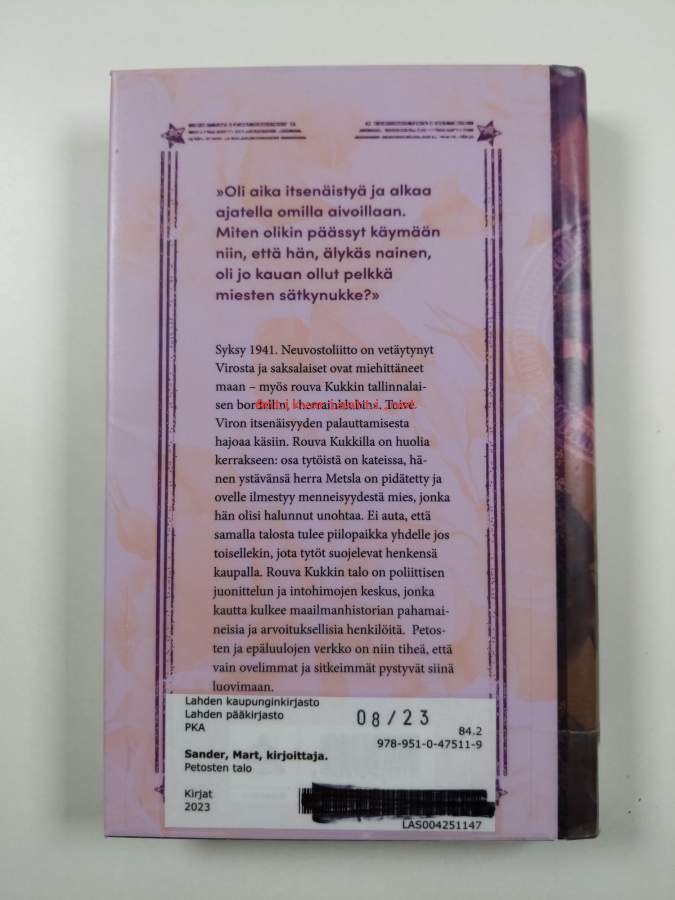 »Oli aika itsenäistyä ja alkaa
ajatella omilla aivoillaan.
Miten olikin päässyt käymään
niin, että hän, älykäs nainen,
oli jo kauan ollut pelkkä
miesten sätkynukke?»
Syksy 1941. Neuvostoliitto on vetäytynyt
Virosta ja saksalaiset ovat miehittäneet
maan – myös rouva Kukkin tallinnalai-
sen bordellin, »herrainklubin». Toive
Viron itsenäisyyden palauttamisesta
hajoaa käsiin. Rouva Kukkilla on huolia
kerrakseen: osa tytöistä on kateissa, hä-
nen ystävänsä herra Metsla on pidätetty ja
ovelle ilmestyy menneisyydestä mies, jonka
hän olisi halunnut unohtaa. Ei auta, että
samalla talosta tulee piilopaikka yhdelle jos
toisellekin, jota tytöt suojelevat henkensä
kaupalla. Rouva Kukkin talo on poliittisen
juonittelun ja intohimojen keskus, jonka
kautta kulkee maailmanhistorian pahamai-
neisia ja arvoituksellisia henkilöitä. Petos-
ten ja epäluulojen verkko on niin tiheä, että
vain ovelimmat ja sitkeimmät pystyvät siinä
luovimaan.
Lahden kaupunginkirjasto
Lahden pääkirjasto
PKA
08/23
84.2
978-951-0-47511-9
Sander, Mart, kirjoittaja.
Petosten talo
Kirjat
2023
LAS004251147